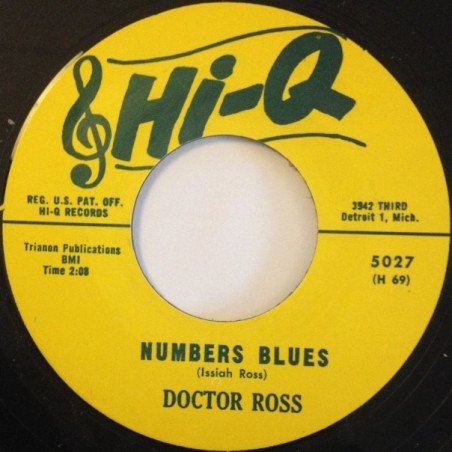 Hi-Q
REG. U.S. PAT. OFF.
HI-Q RECORDS
3942 THIRD
Detroit 1, Mich.
Trianon Publications
BMI
Time 2:08
5027
(H 69)
NUMBERS BLUES
(Issiah Ross)
DOCTOR ROSS